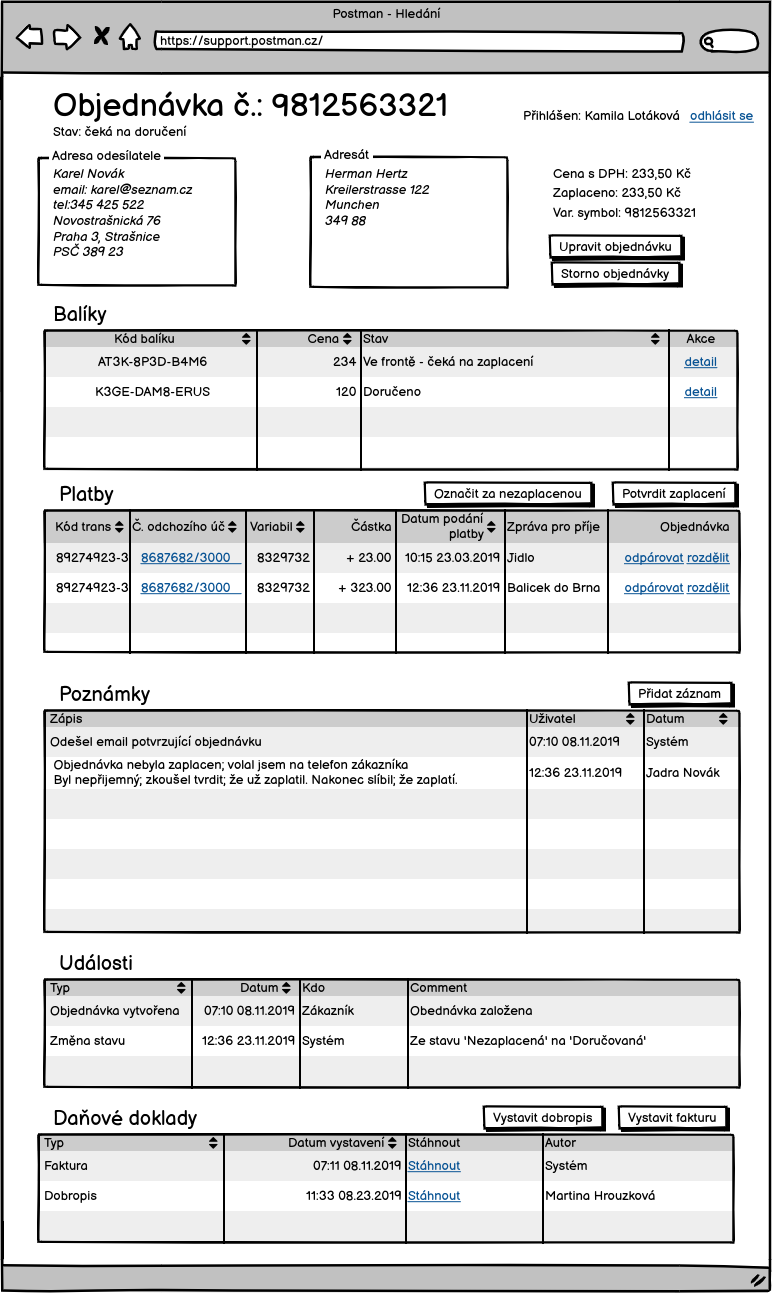 Postman - Hledání
https://support.postman.cz/
Objednávka č.: 9812563321
Přihlášen: Kamila Lotáková odhlásit se
Stav: čeká na doručení
Adresa odesílatele
Karel Novák
email: karel@seznam.cz
tel:345 425 522
Novostrašnická 76
Praha 3, Strašnice
PSČ 389 23
Adresát
Herman Hertz
Kreilerstrasse 122
Munchen
349 88
Cena s DPH: 233,50 Kč
Zaplaceno: 233,50 Kč
Var. symbol: 9812563321
Upravit objednávku
Storno objednávky
Balíky
Kód balíku Cena Stav Akce
AT3K-8P3D-B4M6 234 Ve frontě - čeká na zaplacení detail
K3GE-DAM8-ERUS 120 Doručeno detail
Platby Označit za nezaplacenou Potvrdit zaplacení
Kód trans Č. odchozího úč Variabil Částka Datum podání platby Zpráva pro příje Objednávka
89274923-3 8687682/3000 8329732 + 23.00 10:15 23.03.2019 Jidlo odpárovat rozdělit
89274923-3 8687682/3000 8329732 + 323.00 12:36 23.11.2019 Balicek do Brna odpárovat rozdělit
Poznámky Přidat záznam
Zápis Uživatel Datum
Odešel email potvrzující objednávku 07:10 08.11.2019 Systém
Objednávka nebyla zaplacen; volal jsem na telefon zákazníka
Byl nepřijemný; zkoušel tvrdit; že už zaplatil. Nakonec slíbil; že zaplatí. 12:36 23.11.2019 Jadra Novák
Události
Typ Datum Kdo Comment
Objednávka vytvořena 07:10 08.11.2019 Zákazník Obednávka založena
Změna stavu 12:36 23.11.2019 Systém Ze stavu 'Nezaplacená' na 'Doručovaná'
Daňové doklady Vystavit dobropis Vystavit fakturu
Typ Datum vystavení Stáhnout Autor
Faktura 07:11 08.11.2019 Stáhnout Systém
Dobropis 11:33 08.23.2019 Stáhnout Martina Hrouzková